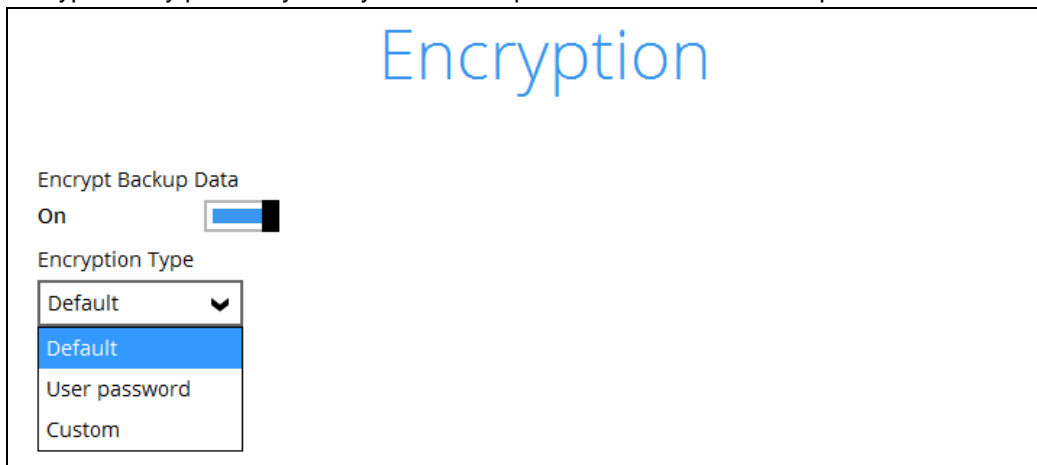 Encryption
Encrypt Backup Data
On
Encryption Type
Default
Default
User password
Custom